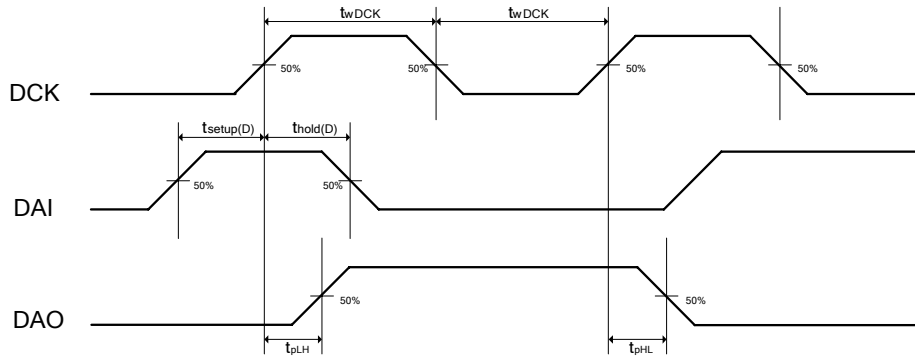 twDCK twDCK
50% 50% 50% 50%
DCK
tsetup(D) thold(D)
50% 50%
DAI
50% 50%
DAO
tpLH tpHL